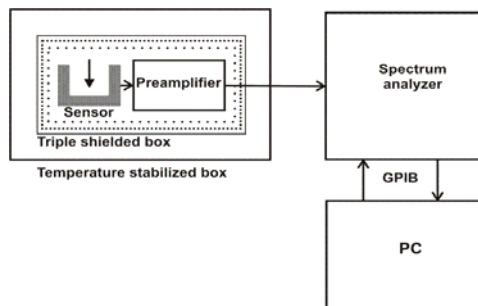 Preamplifier
Sensor
Triple shielded box
Temperature stabilized box
Spectrum
analyzer
GPIB
PC